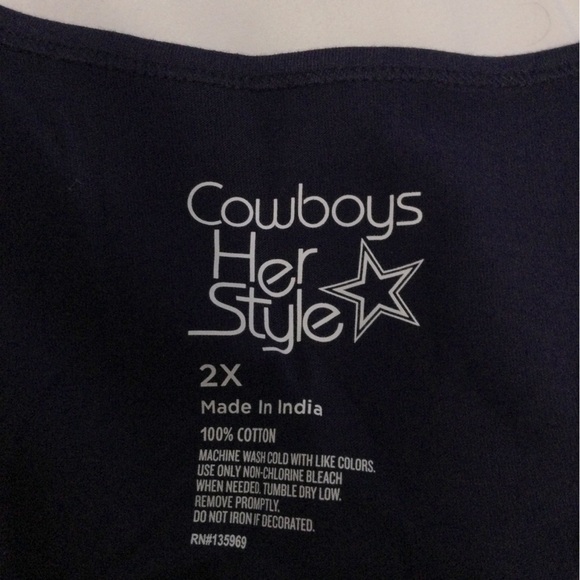 Cowboys
Her
Style
2X
Made In India
100% COTTON
MACHINE WASH COLD WITH LIKE COLORS.
USE ONLY NON-CHLORINE BLEACH
WHEN NEEDED. TUMBLE DRY LOW.
REMOVE PROMPTLY.
DO NOT IRON IF DECORATED.
RN#135969